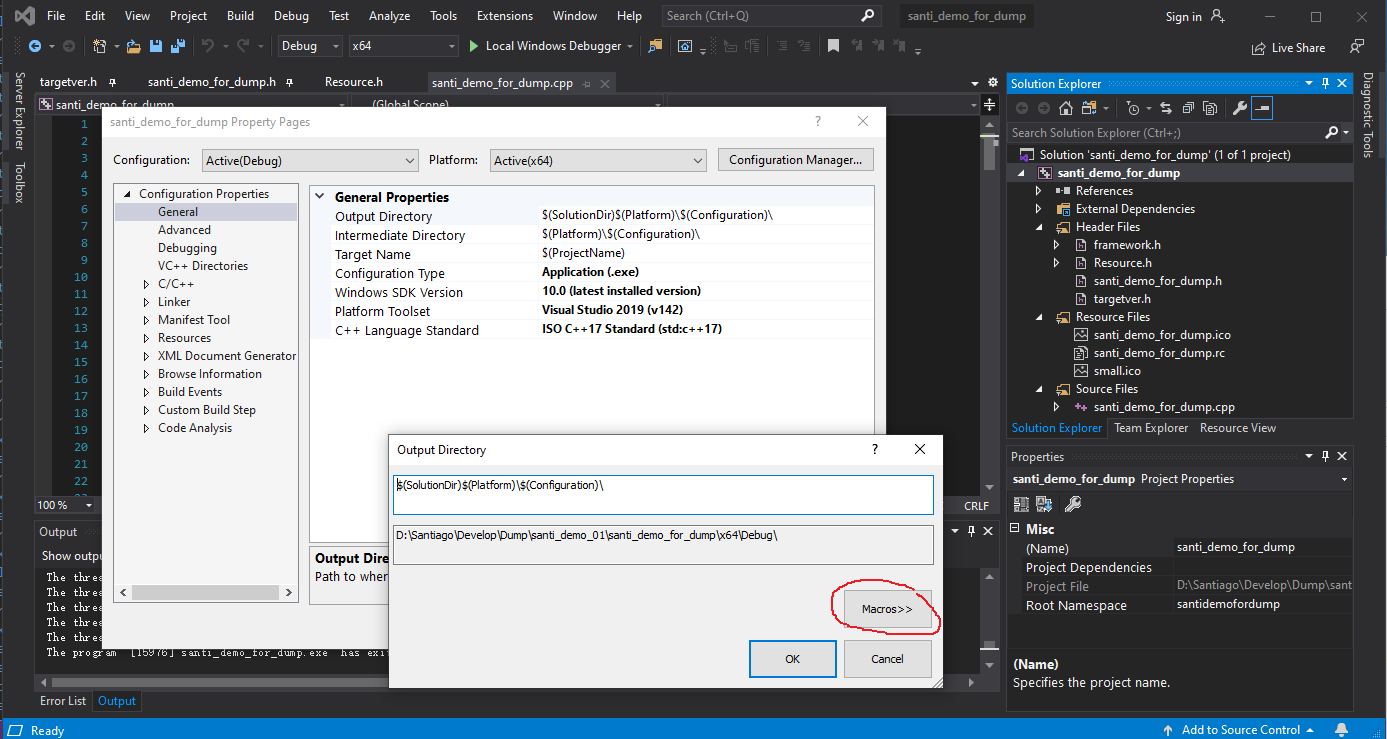 File Edit View Project Build Debug Test Analyze Tools Extensions Window Help Search (Ctrl+Q) santi_demo_for_dump Sign in
Debug x64 Local Windows Debugger Live Share
Server Explorer
Toolbox
targetver.h santi_demo_for_dump.h Resource.h santi_demo_for_dump.cpp
santi_demo_for_dump (Global Scope)
1
2
3
4
5
6
7
8
9
10
11
12
13
14
15
16
17
18
19
20
21
22
23
santi_demo_for_dump Property Pages ?
Configuration: Active(Debug) Platform: Active(x64) Configuration Manager...
Configuration Properties
General
Advanced
Debugging
VC++ Directories
C/C++
Linker
Manifest Tool
Resources
XML Document Generator
Browse Information
Build Events
Custom Build Step
Code Analysis
General Properties
Output Directory $(SolutionDir)$(Platform)\$(Configuration)\
Intermediate Directory $(Platform)\$(Configuration)\
Target Name $(ProjectName)
Configuration Type Application (.exe)
Windows SDK Version 10.0 (latest installed version)
Platform Toolset Visual Studio 2019 (v142)
C++ Language Standard ISO C++17 Standard (std:c++17)
Output Dire
Path to wher
Output Directory ?
$(SolutionDir)$(Platform)\$(Configuration)\
D:\Santiago\Develop\Dump\santi_demo_01\santi_demo_for_dump\x64\Debug\
Macros>>
OK Cancel
100 % CRLF
Output
Show outpu
The thres
The thres
The thres
The thres
The thres
The program '[15976] santi_demo_for_dump.exe' has exit
Error List Output
Solution Explorer
Search Solution Explorer (Ctrl+;)
Solution 'santi_demo_for_dump' (1 of 1 project)
santi_demo_for_dump
References
External Dependencies
Header Files
framework.h
Resource.h
santi_demo_for_dump.h
targetver.h
Resource Files
santi_demo_for_dump.ico
santi_demo_for_dump.rc
small.ico
Source Files
santi_demo_for_dump.cpp
Solution Explorer Team Explorer Resource View
Properties
santi_demo_for_dump Project Properties
Misc
(Name) santi_demo_for_dump
Project Dependencies
Project File D:\Santiago\Develop\Dump\sant
Root Namespace santidemofordump
(Name)
Specifies the project name.
Diagnostic Tools
Ready Add to Source Control